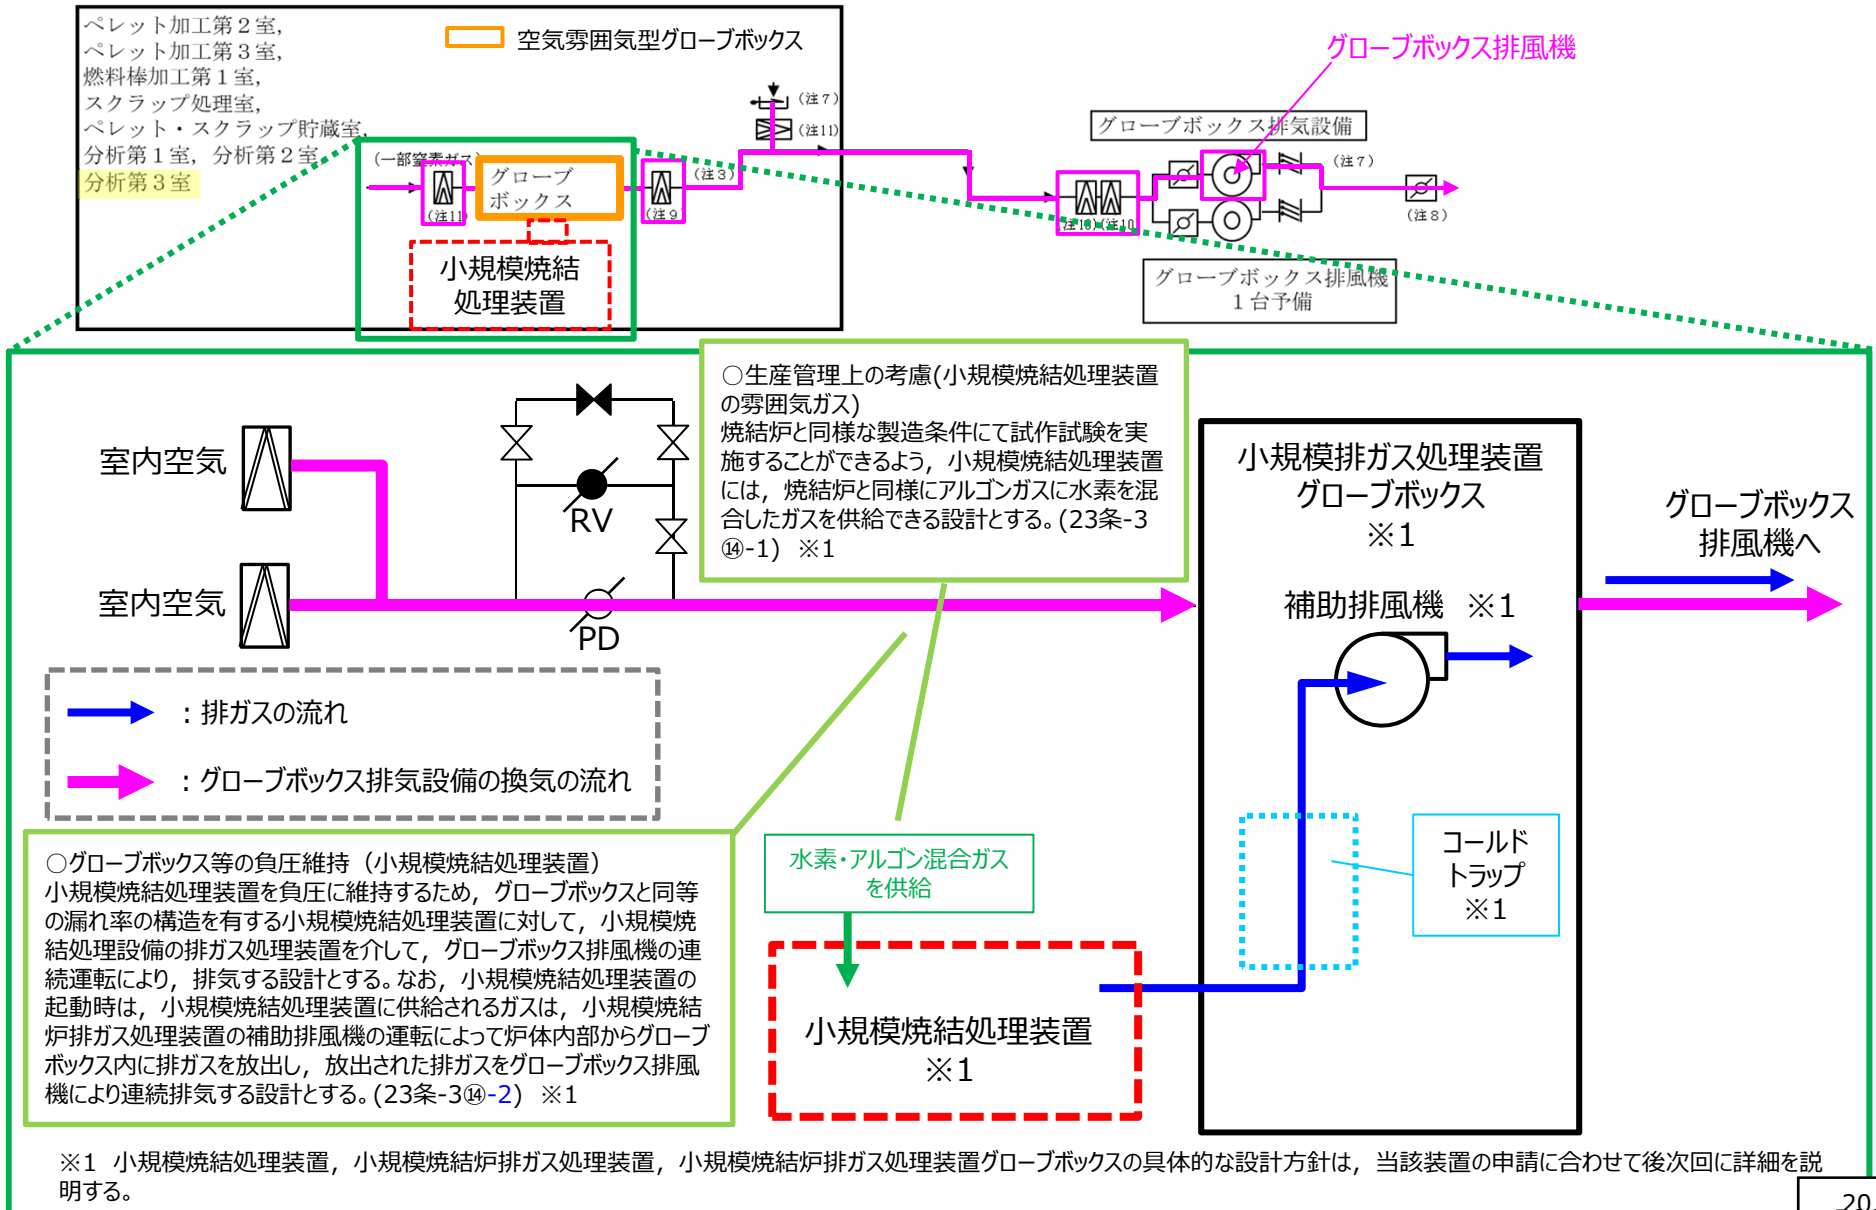 ペレット加工第２室，
ペレット加工第３室，
燃料棒加工第１室，
スクラップ処理室，
ペレット・スクラップ貯蔵室，
分析第１室，分析第２室
分析第３室
空気雰囲気型グローブボックス
（一部窒素ガス）
グローブ
ボックス
（注11）
（注９）
（注３）
（注７）
（注11）
小規模焼結
処理装置
グローブボックス排風機
グローブボックス排気設備
（注10）（注10）
（注７）
（注８）
グローブボックス排風機
１台予備
室内空気
室内空気
RV
PD
○生産管理上の考慮(小規模焼結処理装置
の雰囲気ガス)
焼結炉と同様な製造条件にて試作試験を実
施することができるよう，小規模焼結処理装置
には，焼結炉と同様にアルゴンガスに水素を混
合したガスを供給できる設計とする。(23条-3
⑭-1)　※1
小規模排ガス処理装置
グローブボックス
※1
補助排風機　※1
グローブボックス
排風機へ
：排ガスの流れ
：グローブボックス排気設備の換気の流れ
○グローブボックス等の負圧維持（小規模焼結処理装置）
小規模焼結処理装置を負圧に維持するため，グローブボックスと同等
の漏れ率の構造を有する小規模焼結処理装置に対して，小規模焼
結処理設備の排ガス処理装置を介して，グローブボックス排風機の連
続運転により，排気する設計とする。なお，小規模焼結処理装置の
起動時は，小規模焼結処理装置に供給されるガスは，小規模焼結
炉排ガス処理装置の補助排風機の運転によって炉体内部からグローブ
ボックス内に排ガスを放出し，放出された排ガスをグローブボックス排風
機により連続排気する設計とする。(23条-3⑭-2)　※1
水素・アルゴン混合ガス
を供給
コールド
トラップ
※1
小規模焼結処理装置
※1
※1　小規模焼結処理装置，小規模焼結炉排ガス処理装置，小規模焼結炉排ガス処理装置グローブボックスの具体的な設計方針は，当該装置の申請に合わせて後次回に詳細を説
明する。
20